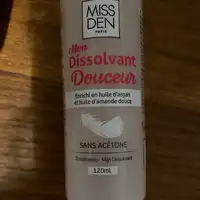 MISS
DEN
PARIS
Mon
Dissolvant
Douceur
Enrichi en huile d'argan
et huile d'amande douce
SANS ACÉTONE
120ml